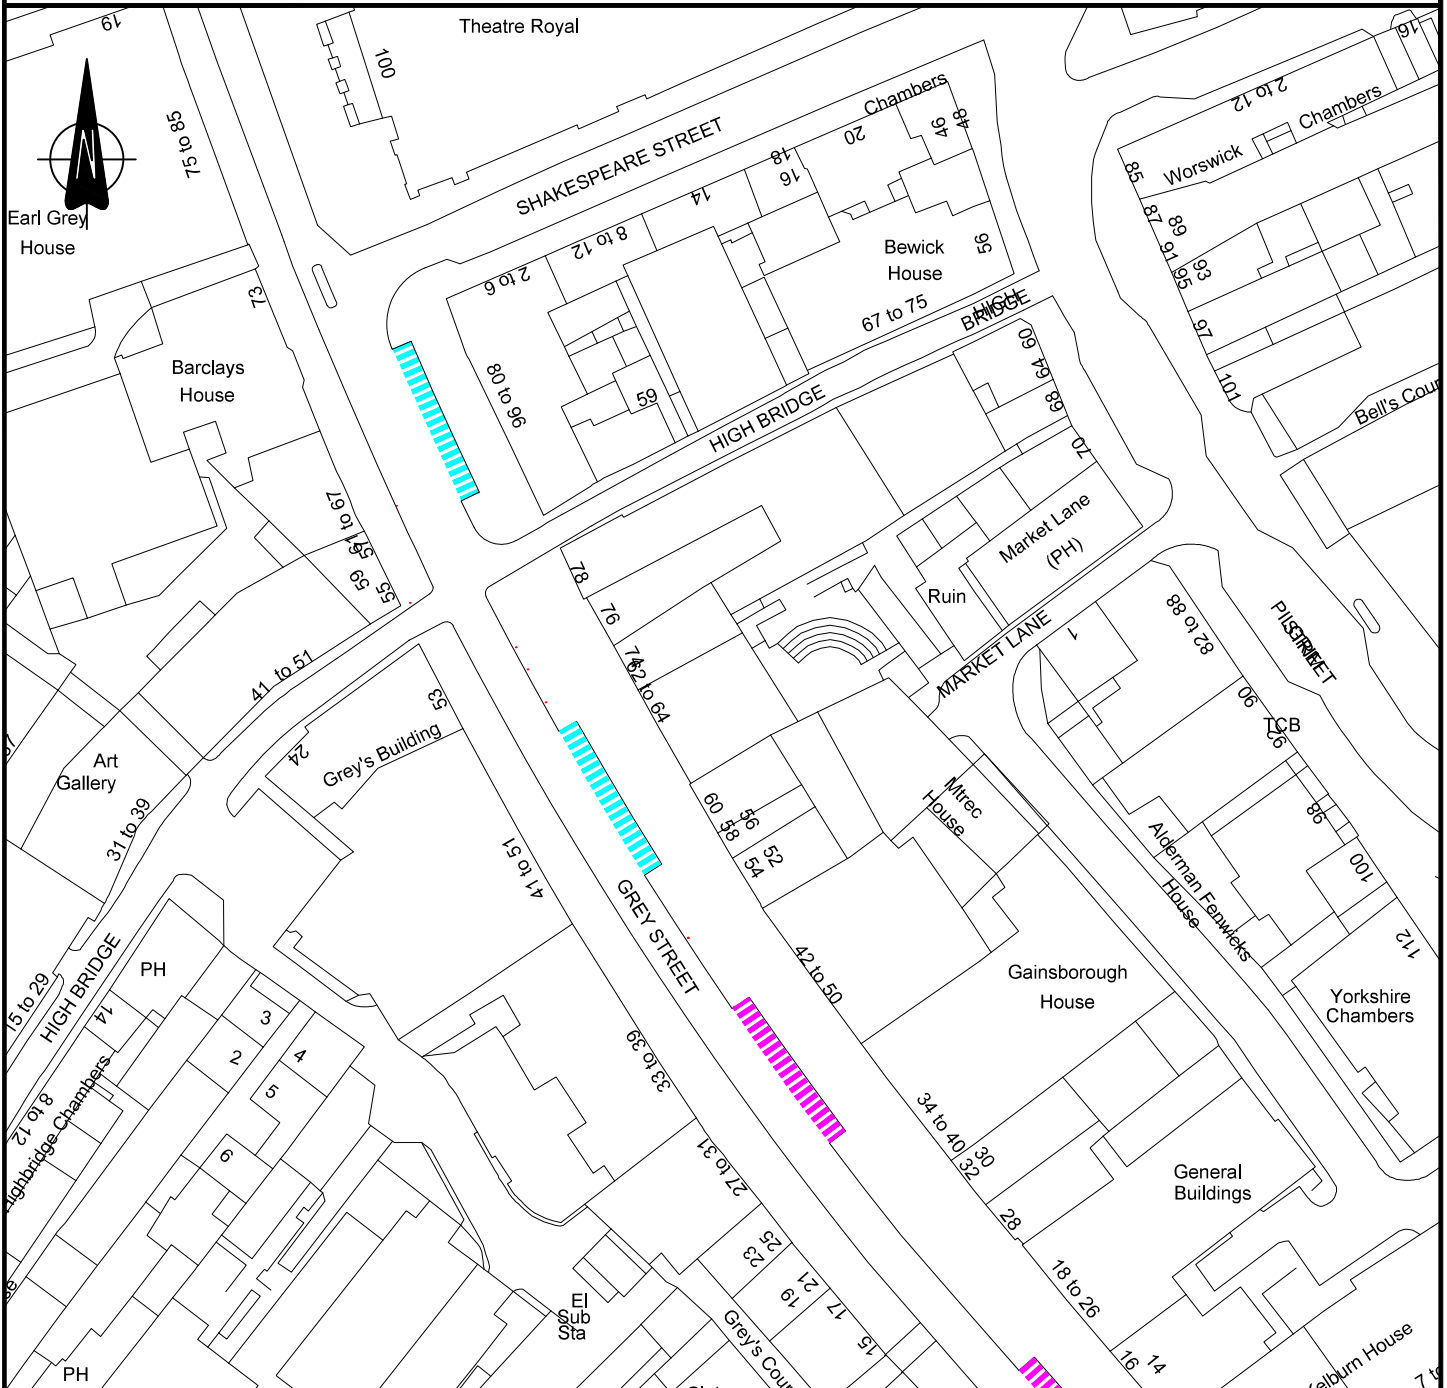 19
Theatre Royal
100
16
2 to 12
Chambers
75 to 85
N
Chambers
48
46
20
SHAKESPEARE STREET
18
16
14
Worswick
85
87
89
91
93
95
97
101
Earl Grey
House
8 to 12
2 to 6
Bewick
House
56
73
67 to 75
HIGH
BRIDGE
60
64
68
70
Barclays
House
80 to 96
59
HIGH BRIDGE
61 to 67
57
59
55
Market Lane
(PH)
78
76
74
62 to 64
Ruin
MARKET LANE
1
82 to 88
PILGRIM
STREET
90
TCB
92
98
100
112
41 to 51
53
24
Grey's Building
Art
Gallery
31 to 39
60
58
56
54
52
Mtrec
House
Alderman Fenwicks
House
41 to 51
GREY STREET
42 to 50
Gainsborough
House
Yorkshire
Chambers
HIGH BRIDGE
15 to 29
PH
14
3
2
4
5
6
8 to 12
Highbridge Chambers
33 to 39
34 to 40
30
32
General
Buildings
27 to 31
28
25
23
21
19
17
15
18 to 26
El
Sub
Sta
Grey's Cour
16
14
PH